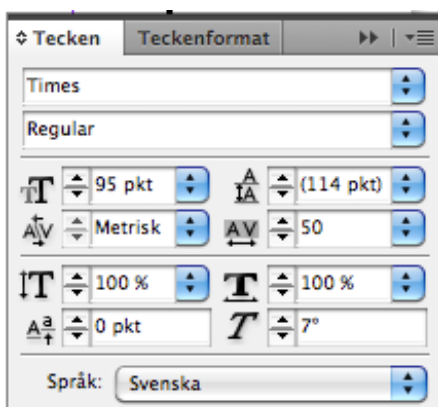 Tecken Teckenformat
Times
Regular
95 pkt (114 pkt)
Metrisk 50
100 % 100 %
0 pkt 7°
Språk: Svenska